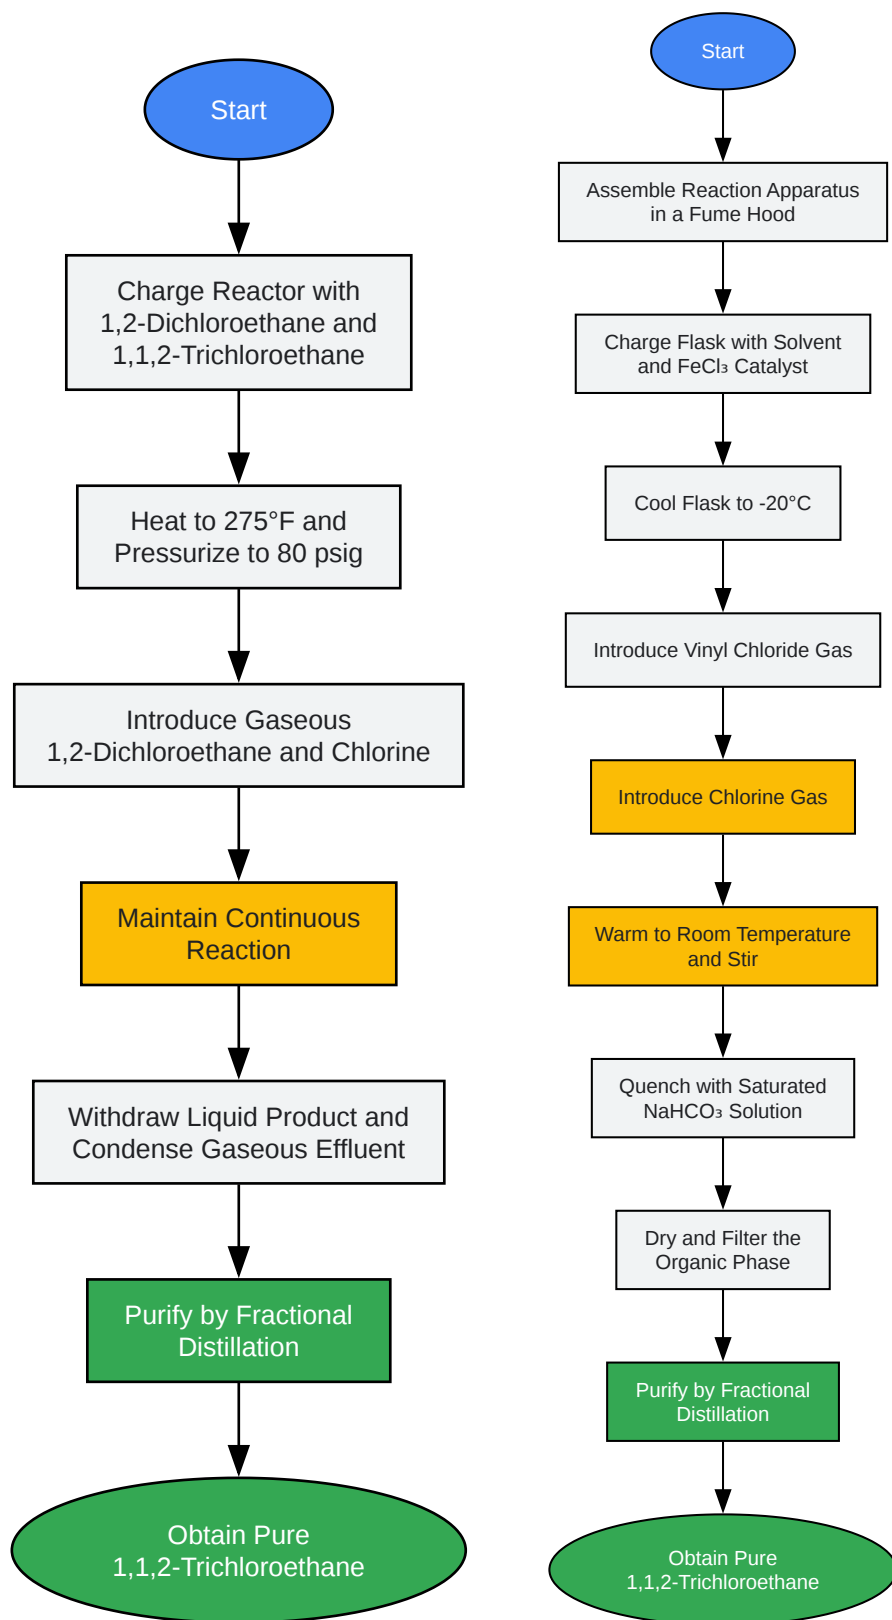 Start
Charge Reactor with
1,2-Dichloroethane and
1,1,2-Trichloroethane
Heat to 275°F and
Pressurize to 80 psig
Introduce Gaseous
1,2-Dichloroethane and Chlorine
Maintain Continuous
Reaction
Withdraw Liquid Product and
Condense Gaseous Effluent
Purify by Fractional
Distillation
Obtain Pure
1,1,2-Trichloroethane
Start
Assemble Reaction Apparatus
in a Fume Hood
Charge Flask with Solvent
and FeCl₃ Catalyst
Cool Flask to -20°C
Introduce Vinyl Chloride Gas
Introduce Chlorine Gas
Warm to Room Temperature
and Stir
Quench with Saturated
NaHCO₃ Solution
Dry and Filter the
Organic Phase
Purify by Fractional
Distillation
Obtain Pure
1,1,2-Trichloroethane